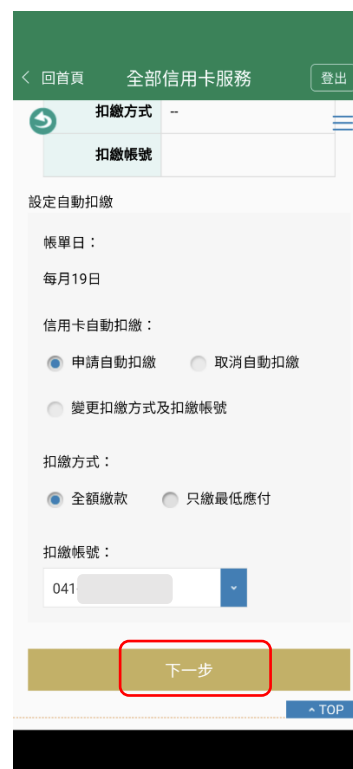 回首頁 全部信用卡服務 登出
扣繳方式 --
扣繳帳號
設定自動扣繳
帳單日：
每月19日
信用卡自動扣繳：
申請自動扣繳 取消自動扣繳
變更扣繳方式及扣繳帳號
扣繳方式：
全額繳款 只繳最低應付
扣繳帳號：
041
下一步
TOP